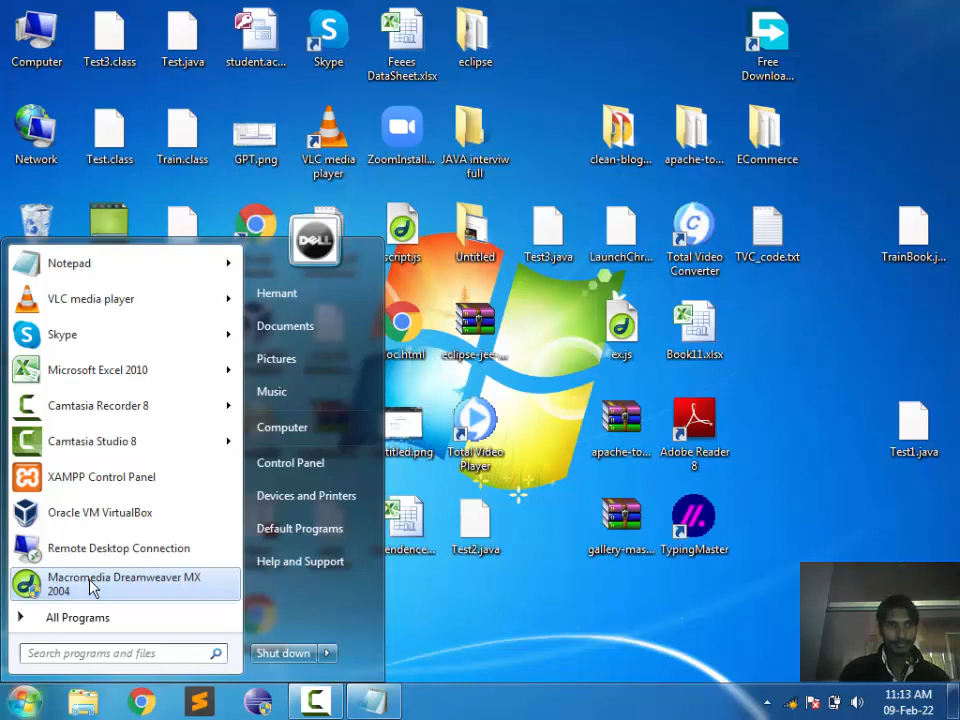 Computer
Test3.class
Test.java
student.ac...
Skype
Feees
DataSheet.xlsx
eclipse
Free
Downloa...
Network
Test.class
Train.class
GPT.png
VLC media
player
ZoomInstall...
JAVA interviw
full
clean-blog...
apache-to...
ECommerce
script.js
Untitled
Test3.java
LaunchChr...
Total Video
Converter
TVC_code.txt
TrainBook.j...
oc.html
eclipse-jee-...
ex.js
Book11.xlsx
ntitled.png
Total Video
Player
apache-to...
Adobe Reader
8
Test1.java
endence...
Test2.java
gallery-mas...
TypingMaster
DELL
Notepad
VLC media player
Skype
Microsoft Excel 2010
Camtasia Recorder 8
Camtasia Studio 8
XAMPP Control Panel
Oracle VM VirtualBox
Remote Desktop Connection
Macromedia Dreamweaver MX
2004
All Programs
Search programs and files
Hemant
Documents
Pictures
Music
Computer
Control Panel
Devices and Printers
Default Programs
Help and Support
Shut down
11:13 AM
09-Feb-22